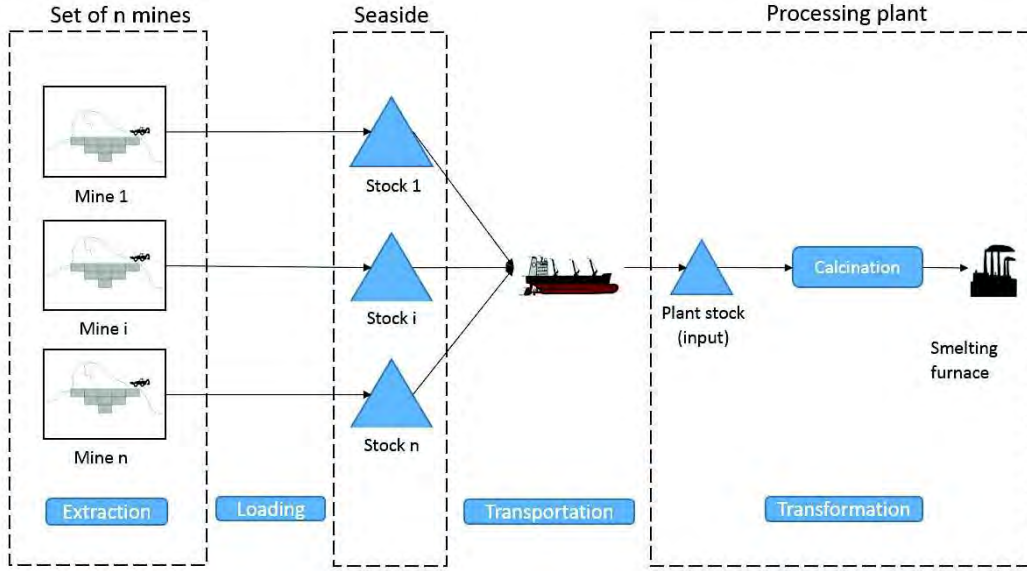 Set of n mines
Seaside
Processing plant
Mine 1
Stock 1
Mine i
Stock i
Plant stock
(input)
Calcination
Smelting
furnace
Mine n
Stock n
Extraction
Loading
Transportation
Transformation